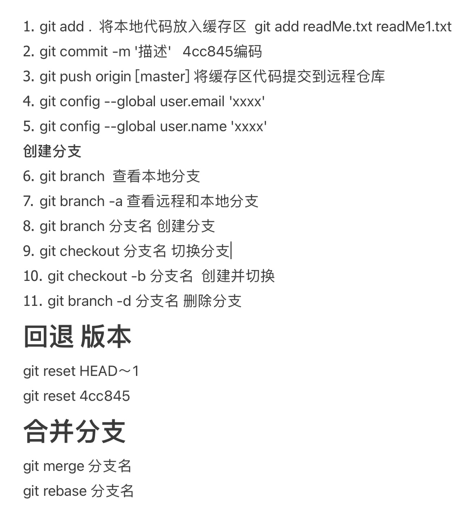 1. git add .  将本地代码放入缓存区  git add readMe.txt readMe1.txt
2. git commit -m '描述'   4cc845编码
3. git push origin [master] 将缓存区代码提交到远程仓库
4. git config --global user.email 'xxxx'
5. git config --global user.name 'xxxx'
创建分支
6. git branch  查看本地分支
7. git branch -a 查看远程和本地分支
8. git branch 分支名 创建分支
9. git checkout 分支名 切换分支
10. git checkout -b 分支名  创建并切换
11. git branch -d 分支名 删除分支
回退 版本
git reset HEAD～1
git reset 4cc845
合并分支
git merge 分支名
git rebase 分支名